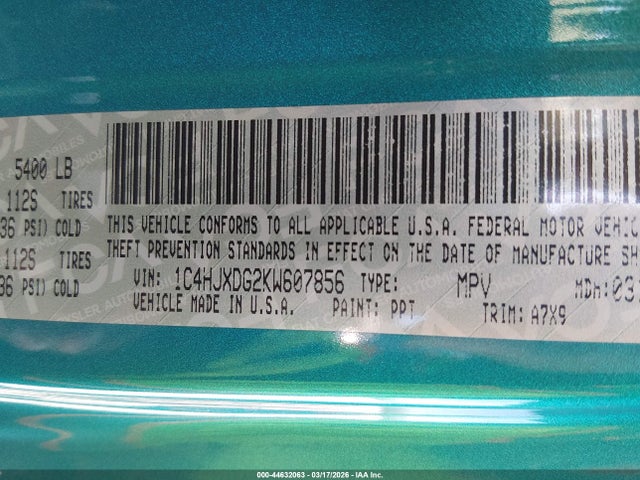 5400 LB
112S TIRES
36 PSI) COLD
112S TIRES
36 PSI) COLD
THIS VEHICLE CONFORMS TO ALL APPLICABLE U.S.A. FEDERAL MOTOR VEHIC
THEFT PREVENTION STANDARDS IN EFFECT ON THE DATE OF MANUFACTURE SH
VIN: 1C4HJXDG2KW607856 TYPE: MPV MDH: 03
VEHICLE MADE IN U.S.A. PAINT: PPT TRIM: A7X9
000-44632063 | 03/17/2026 | IAA Inc.